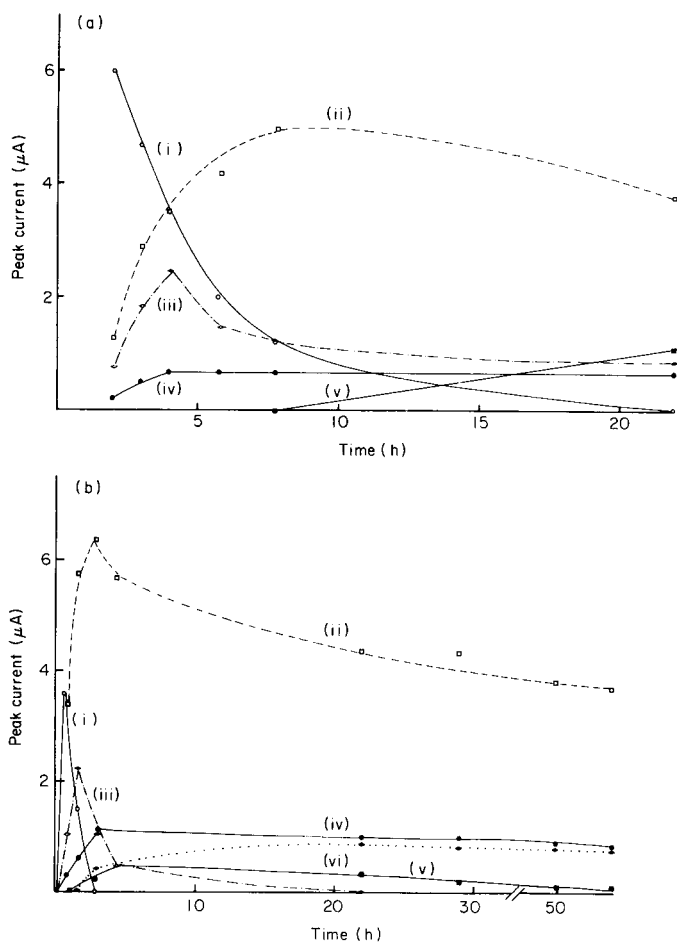 (a)
6
4
2
Peak current (μA)
(i)
(ii)
(iii)
(iv)
(v)
5
10
15
20
Time (h)
(b)
6
4
2
Peak current (μA)
(ii)
(i)
(iii)
(iv)
(vi)
(v)
10
20
30
50
Time (h)